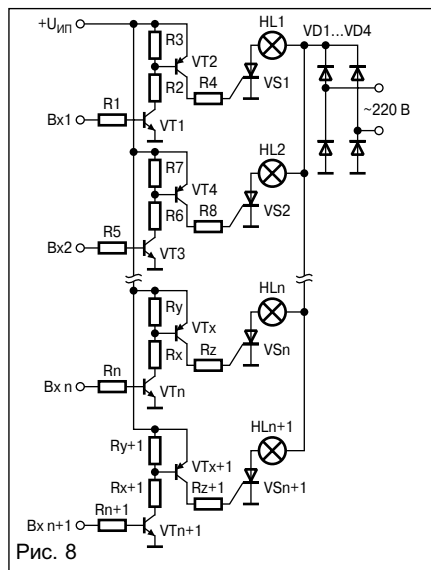 +UИП
R3
VT2
R2
R4
HL1
VS1
VD1...VD4
~220 В
Вх1
R1
VT1
R7
VT4
R6
R8
HL2
VS2
Вх2
R5
VT3
Ry
VTx
Rx
Rz
HLn
VSn
Вх n
Rn
VTn
Ry+1
VTx+1
Rx+1
Rz+1
HLn+1
VSn+1
Вх n+1
Rn+1
VTn+1
Рис. 8